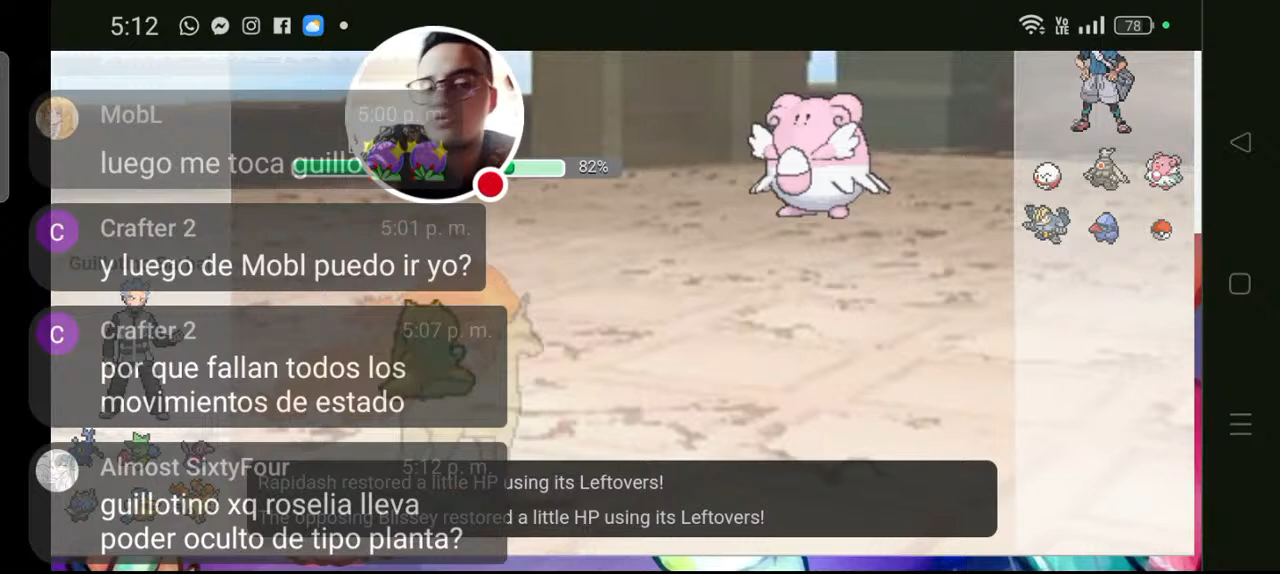 5:12
Vo
LTE
78
MobL 5:00 p. m.
luego me toca guillo
82%
Crafter 2 5:01 p. m.
y luego de Mobl puedo ir yo?
Crafter 2 5:07 p. m.
por que fallan todos los
movimientos de estado
Almost SixtyFour 5:12 p. m.
guillotino xq roselia lleva
poder oculto de tipo planta?
Rapidash restored a little HP using its Leftovers!
The opposing Blissey restored a little HP using its Leftovers!